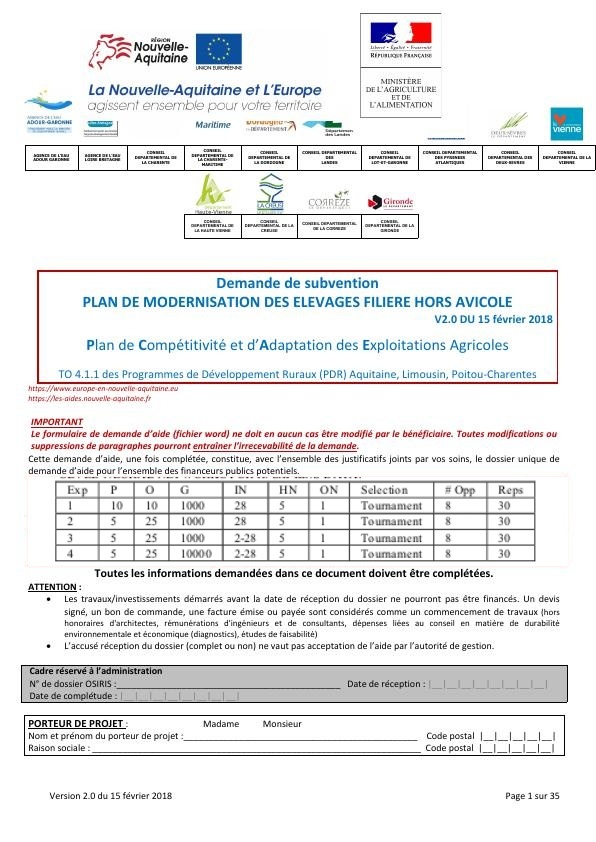 RÉGION
Nouvelle-
Aquitaine
UNION EUROPÉENNE
Liberté • Égalité • Fraternité
RÉPUBLIQUE FRANÇAISE
MINISTÈRE
DE L'AGRICULTURE
ET DE
L'ALIMENTATION
La Nouvelle-Aquitaine et L'Europe
agissent ensemble pour votre territoire
AGENCE DE L'EAU
ADOUR-GARONNE
Maritime
Département
des Landes
DEUX-SÈVRES
la vienne
AGENCE DE L'EAU ADOUR GARONNE
AGENCE DE L'EAU LOIRE BRETAGNE
CONSEIL DEPARTEMENTAL DE LA CHARENTE
CONSEIL DEPARTEMENTAL DE LA CHARENTE-MARITIME
CONSEIL DEPARTEMENTAL DE LA DORDOGNE
CONSEIL DEPARTEMENTAL DES LANDES
CONSEIL DEPARTEMENTAL DE LOT-ET-GARONNE
CONSEIL DEPARTEMENTAL DES PYRENEES ATLANTIQUES
CONSEIL DEPARTEMENTAL DES DEUX-SEVRES
CONSEIL DEPARTEMENTAL DE LA VIENNE
Haute-Vienne
LA CREUSE
CORRÈZE
LE DÉPARTEMENT
Gironde
LE DEPARTEMENT
CONSEIL DEPARTEMENTAL DE LA HAUTE VIENNE
CONSEIL DEPARTEMENTAL DE LA CREUSE
CONSEIL DEPARTEMENTAL DE LA CORREZE
CONSEIL DEPARTEMENTAL DE LA GIRONDE
Demande de subvention
PLAN DE MODERNISATION DES ELEVAGES FILIERE HORS AVICOLE
V2.0 DU 15 février 2018
Plan de Compétitivité et d'Adaptation des Exploitations Agricoles
TO 4.1.1 des Programmes de Développement Ruraux (PDR) Aquitaine, Limousin, Poitou-Charentes
https://www.europe-en-nouvelle-aquitaine.eu
https://les-aides.nouvelle-aquitaine.fr
IMPORTANT
Le formulaire de demande d'aide (fichier word) ne doit en aucun cas être modifié par le bénéficiaire. Toutes modifications ou
suppressions de paragraphes pourront entraîner l'irrecevabilité de la demande.
Cette demande d'aide, une fois complétée, constitue, avec l'ensemble des justificatifs joints par vos soins, le dossier unique de
demande d'aide pour l'ensemble des financeurs publics potentiels.
Exp P O G IN HN ON Selection # Opp Reps
1 10 10 1000 28 5 1 Tournament 8 30
2 5 25 1000 28 5 1 Tournament 8 30
3 5 25 1000 2-28 5 1 Tournament 8 30
4 5 25 10000 2-28 5 1 Tournament 8 30
Toutes les informations demandées dans ce document doivent être complétées.
ATTENTION :
• Les travaux/investissements démarrés avant la date de réception du dossier ne pourront pas être financés. Un devis
signé, un bon de commande, une facture émise ou payée sont considérés comme un commencement de travaux (hors
honoraires d'architectes, rémunérations d'ingénieurs et de consultants, dépenses liées au conseil en matière de durabilité
environnementale et économique (diagnostics), études de faisabilité)
• L'accusé réception du dossier (complet ou non) ne vaut pas acceptation de l'aide par l'autorité de gestion.
Cadre réservé à l'administration
N° de dossier OSIRIS :________________ Date de réception : |__|__|__|__|__|__|__|__|
Date de complétude : |__|__|__|__|__|__|__|__|
PORTEUR DE PROJET : Madame Monsieur
Nom et prénom du porteur de projet :________________ Code postal |__|__|__|__|__|
Raison sociale : ________________ Code postal |__|__|__|__|__|
Version 2.0 du 15 février 2018
Page 1 sur 35